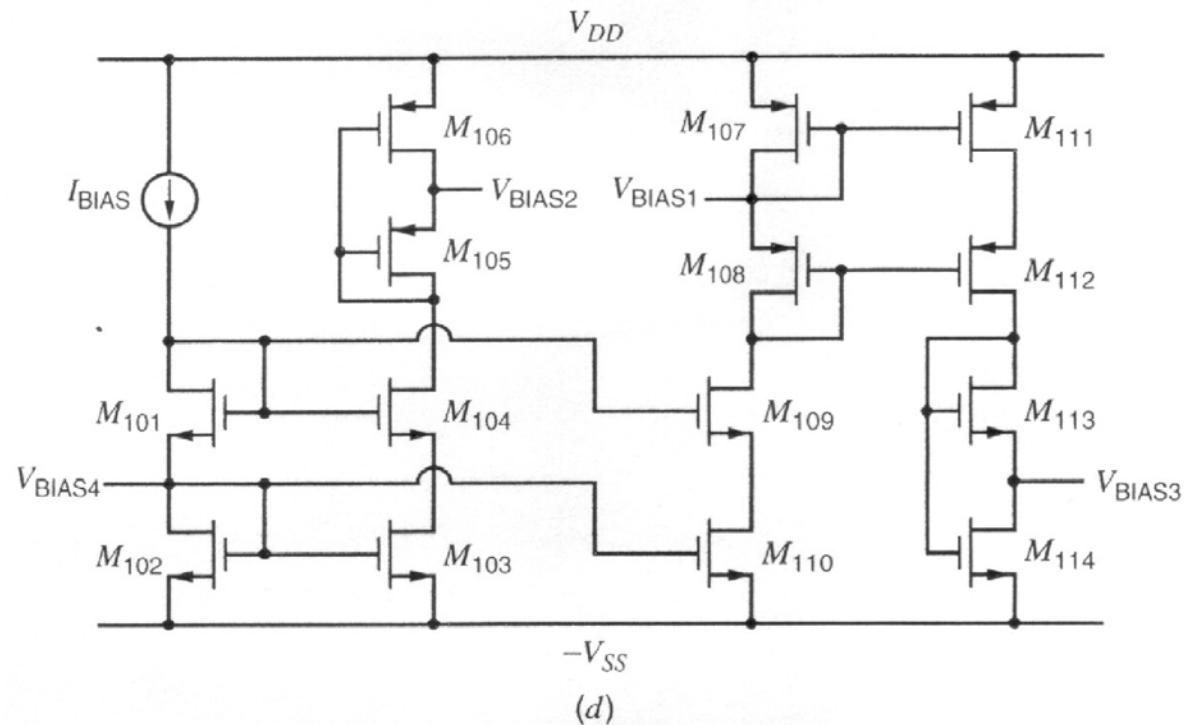 V_DD
M_106
M_107
M_111
I_BIAS
V_BIAS2
V_BIAS1
M_105
M_108
M_112
M_101
M_104
M_109
M_113
V_BIAS4
V_BIAS3
M_102
M_103
M_110
M_114
−V_SS
(d)